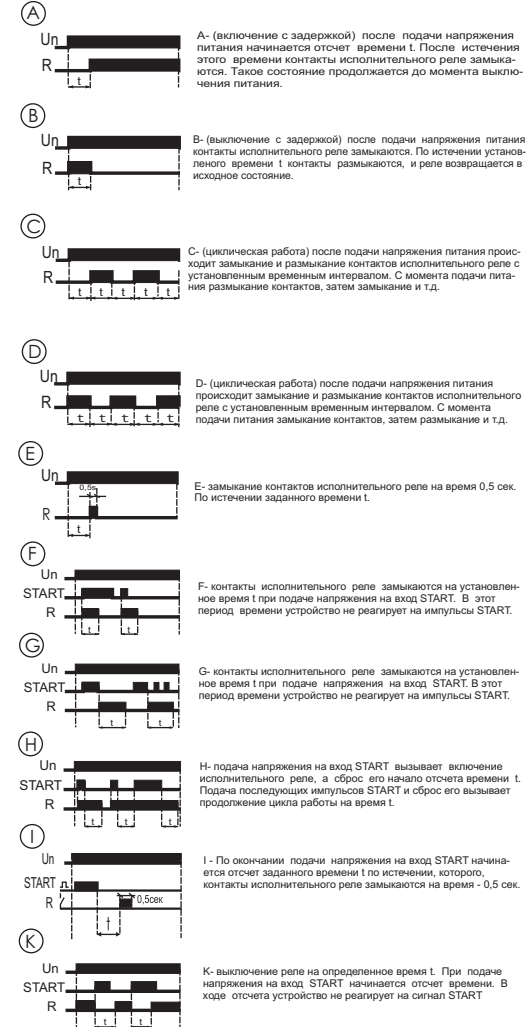 A
Un
R
t
A- (включение с задержкой) после подачи напряжения
питания начинается отсчет времени t. После истечения
этого времени контакты исполнительного реле замыка-
ются. Такое состояние продолжается до момента выклю-
чения питания.
B
Un
R
t
B- (выключение с задержкой) после подачи напряжения питания
контакты исполнительного реле замыкаются. По истечении установ-
леного времени t контакты размыкаются, и реле возвращается в
исходное состояние.
C
Un
R
t t t t t
C- (циклическая работа) после подачи напряжения питания проис-
ходит замыкание и размыкание контактов исполнительного реле с
установленным временным интервалом. С момента подачи пита-
ния размыкание контактов, затем замыкание и т.д.
D
Un
R
t t t t t
D- (циклическая работа) после подачи напряжения питания
происходит замыкание и размыкание контактов исполнительного
реле с установленным временным интервалом. С момента
подачи питания замыкание контактов, затем размыкание и т.д.
E
Un
0,5s
R
t
E- замыкание контактов исполнительного реле на время 0,5 сек.
По истечении заданного времени t.
F
Un
START
R
t t
F- контакты исполнительного реле замыкаются на установлен-
ное время t при подаче напряжения на вход START. В этот
период времени устройство не реагирует на импульсы START.
G
Un
START
R
t t
G- контакты исполнительного реле замыкаются на установлен-
ное время t при подаче напряжения на вход START. В этот
период времени устройство не реагирует на импульсы START.
H
Un
START
R
t t t
H- подача напряжения на вход START вызывает включение
исполнительного реле, а сброс его начало отсчета времени t.
Подача последующих импульсов START и сброс его вызывает
продолжение цикла работы на время t.
I
Un
START
R
0,5сек
t
I - По окончании подачи напряжения на вход START начина-
ется отсчет заданного времени t по истечении, которого,
контакты исполнительного реле замыкаются на время - 0,5 сек.
K
Un
START
R
t t
K- выключение реле на определенное время t. При подаче
напряжения на вход START начинается отсчет времени. В
ходе отсчета устройство не реагирует на сигнал START